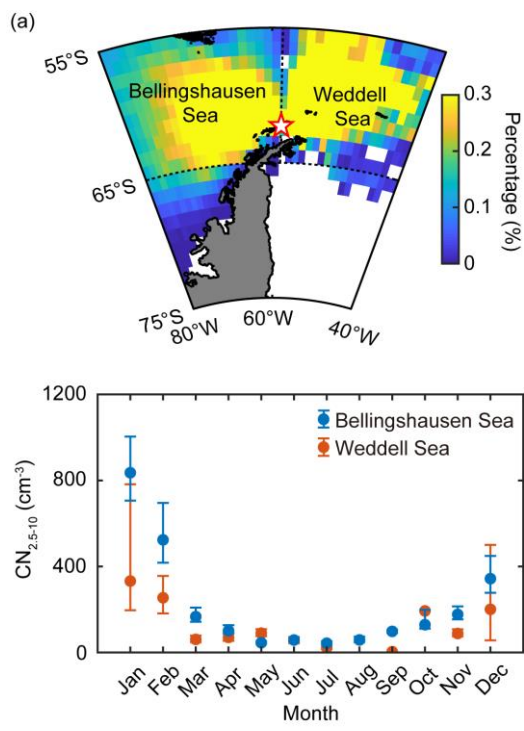 (a)
55°S
Bellingshausen
Sea
Weddell
Sea
65°S
75°S
80°W
60°W
40°W
0.3
0.2
0.1
0
Percentage (%)
1200
800
400
0
CN2.5-10 (cm-3)
Bellingshausen Sea
Weddell Sea
Jan
Feb
Mar
Apr
May
Jun
Jul
Aug
Sep
Oct
Nov
Dec
Month